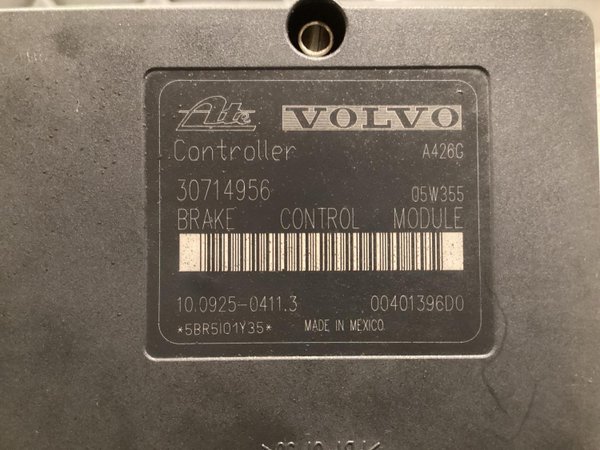 Ate VOLVO
Controller A426G
30714956 05W355
BRAKE CONTROL MODULE
10.0925-0411.3 00401396D0
*5BR5I01Y35* MADE IN MEXICO